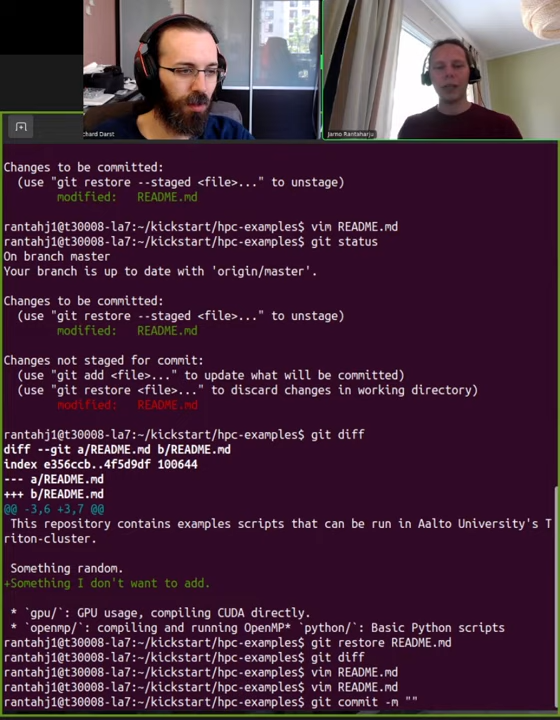 chard Darst
Jarno Rantaharju
Changes to be committed:
(use "git restore --staged <file>..." to unstage)
modified: README.md
rantahj1@t30008-la7:~/kickstart/hpc-examples$ vim README.md
rantahj1@t30008-la7:~/kickstart/hpc-examples$ git status
On branch master
Your branch is up to date with 'origin/master'.
Changes to be committed:
(use "git restore --staged <file>..." to unstage)
modified: README.md
Changes not staged for commit:
(use "git add <file>..." to update what will be committed)
(use "git restore <file>..." to discard changes in working directory)
modified: README.md
rantahj1@t30008-la7:~/kickstart/hpc-examples$ git diff
diff --git a/README.md b/README.md
index e356ccb..4f5d9df 100644
--- a/README.md
+++ b/README.md
@@ -3,6 +3,7 @@
This repository contains examples scripts that can be run in Aalto University's T
riton-cluster.
Something random.
+Something I don't want to add.
* `gpu/`: GPU usage, compiling CUDA directly.
* `openmp/`: compiling and running OpenMP* `python/`: Basic Python scripts
rantahj1@t30008-la7:~/kickstart/hpc-examples$ git restore README.md
rantahj1@t30008-la7:~/kickstart/hpc-examples$ git diff
rantahj1@t30008-la7:~/kickstart/hpc-examples$ vim README.md
rantahj1@t30008-la7:~/kickstart/hpc-examples$ vim README.md
rantahj1@t30008-la7:~/kickstart/hpc-examples$ git commit -m ""